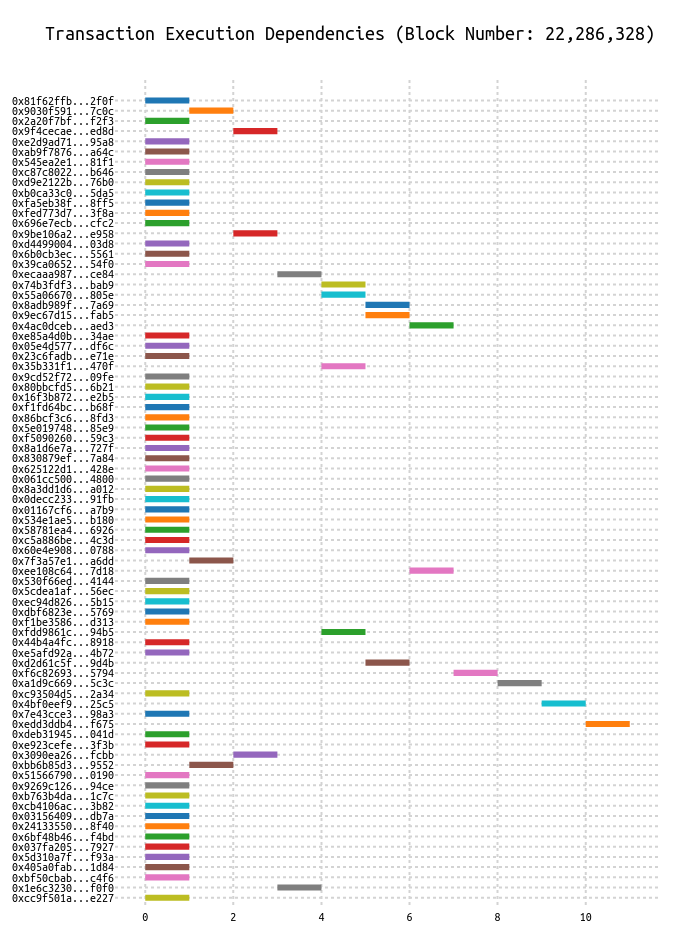 Transaction Execution Dependencies (Block Number: 22,286,328)
0x81f62ffb...2f0f
0x9030f591...7c0c
0x2a20f7bf...f2f3
0x9f4cecae...ed8d
0xe2d9ad71...95a8
0xab9f7876...a64c
0x545ea2e1...81f1
0xc87c8022...b646
0xd9e2122b...76b0
0xb0ca33c0...5da5
0xfa5eb38f...8ff5
0xfed773d7...3f8a
0x696e7ecb...cfc2
0x9be106a2...e958
0xd4499004...03d8
0x6b0cb3ec...5561
0x39ca0652...54f0
0xecaaa987...ce84
0x74b3fdf3...bab9
0x55a06670...805e
0x8adb989f...7a69
0x9ec67d15...fab5
0x4ac0dceb...aed3
0xe85a4d0b...34ae
0x05e4d577...df6c
0x23c6fadb...e71e
0x35b331f1...470f
0x9cd52f72...09fe
0x80bbcfd5...6b21
0x16f3b872...e2b5
0xf1fd64bc...b68f
0x86bcf3c6...8fd3
0x5e019748...85e9
0xf5090260...59c3
0x8a1d6e7a...727f
0x830879ef...7a84
0x625122d1...428e
0x061cc500...4800
0x8a3dd1d6...a012
0x0decc233...91fb
0x01167cf6...a7b9
0x534e1ae5...b180
0x58781ea4...6926
0xc5a886be...4c3d
0x60e4e908...0788
0x7f3a57e1...a6dd
0xee108c64...7d18
0x530f66ed...4144
0x5cdea1af...56ec
0xec94d826...5b15
0xdbf6823e...5769
0xf1be3586...d313
0xfdd9861c...94b5
0x44b4a4fc...8918
0xe5afd92a...4b72
0xd2d61c5f...9d4b
0xf6c82693...5794
0xa1d9c669...5c3c
0xc93504d5...2a34
0x4bf0eef9...25c5
0x7e43cce3...98a3
0xedd3ddb4...f675
0xdeb31945...041d
0xe923cefe...3f3b
0x3090ea26...fcbb
0xbb6b85d3...9552
0x51566790...0190
0x9269c126...94ce
0xb763b4da...1c7c
0xcb4106ac...3b82
0x03156409...db7a
0x24133550...8f40
0x6bf48b46...f4bd
0x037fa205...7927
0x5d310a7f...f93a
0x405a0fab...1d84
0xbf50cbab...c4f6
0x1e6c3230...f0f0
0xcc9f501a...e227
0 2 4 6 8 10